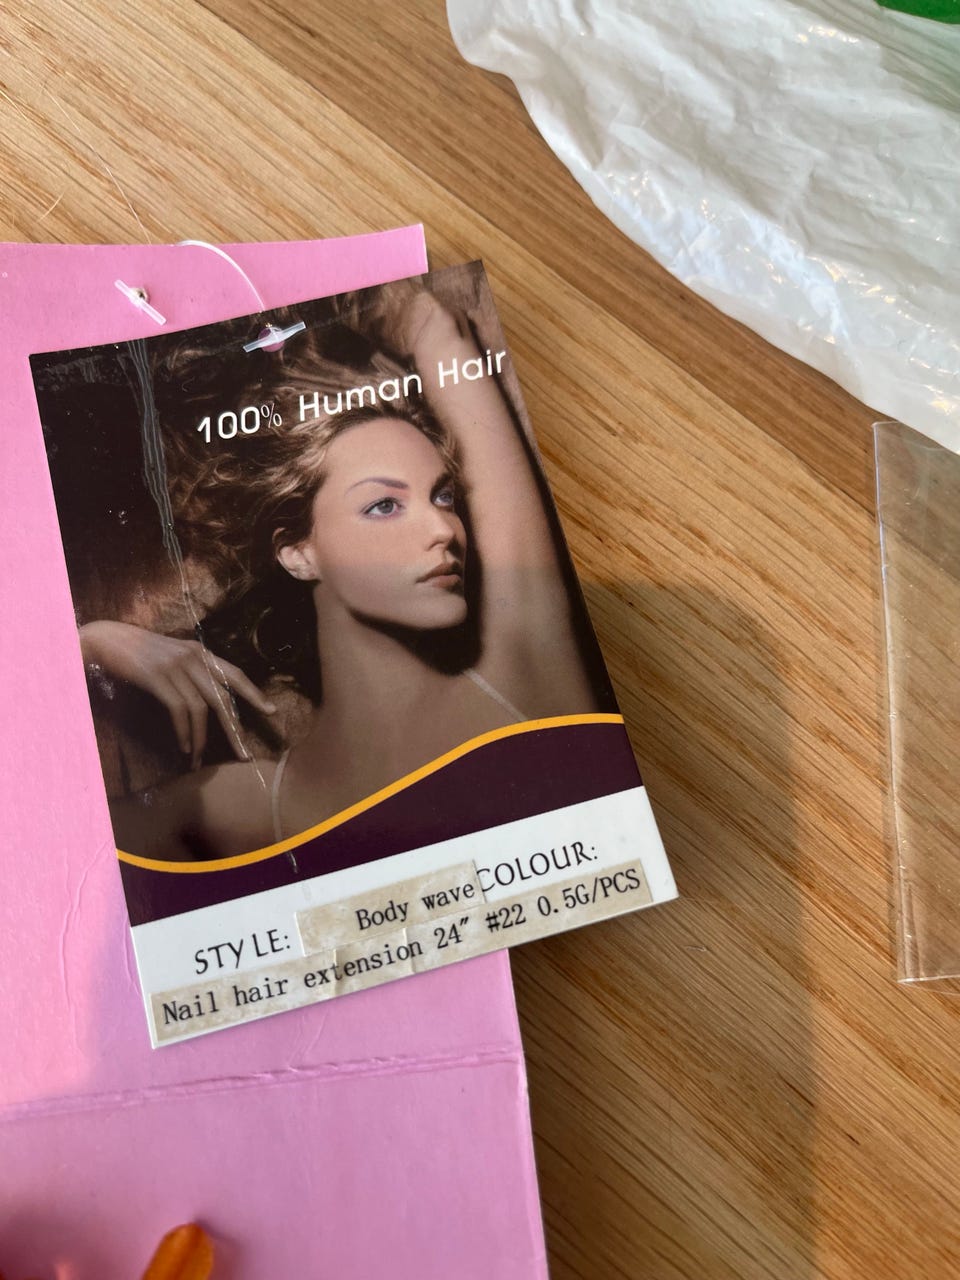 100% Human Hair
STYLE: Body wave COLOUR:
Nail hair extension 24" #22 0.5G/PCS